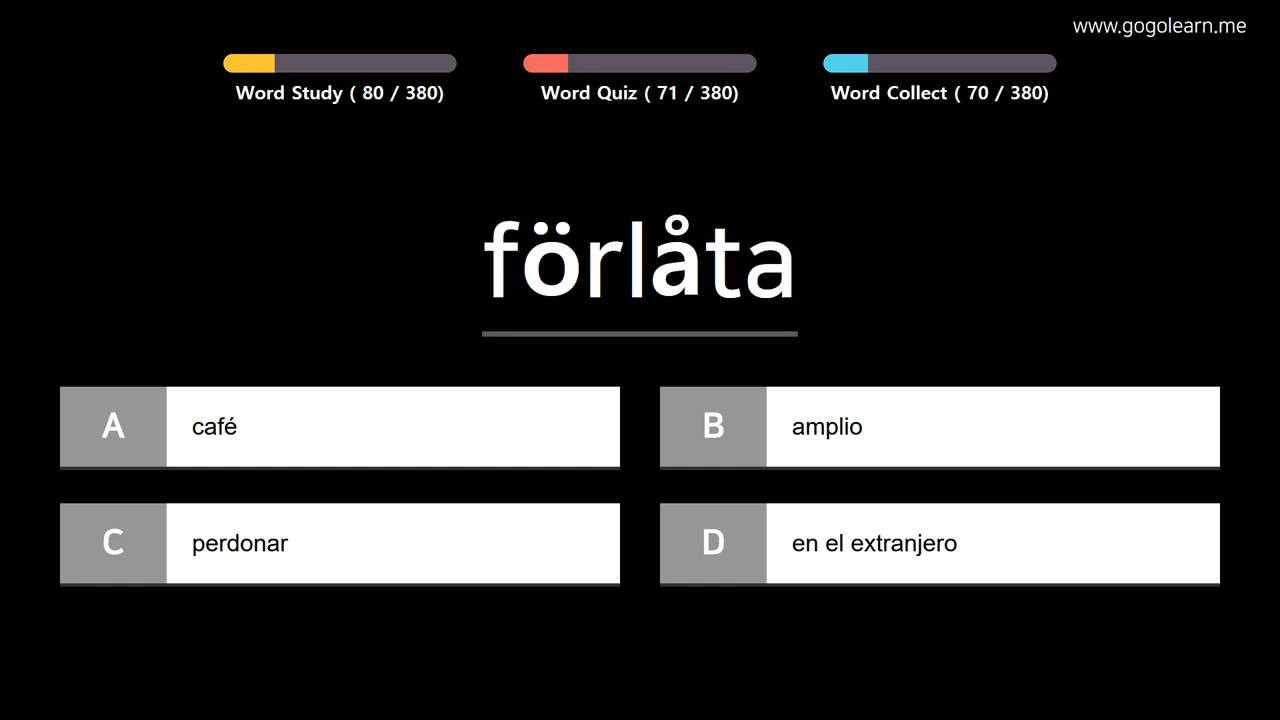 www.gogolearn.me
Word Study ( 80 / 380)
Word Quiz ( 71 / 380)
Word Collect ( 70 / 380)
förlåta
A café
B amplio
C perdonar
D en el extranjero